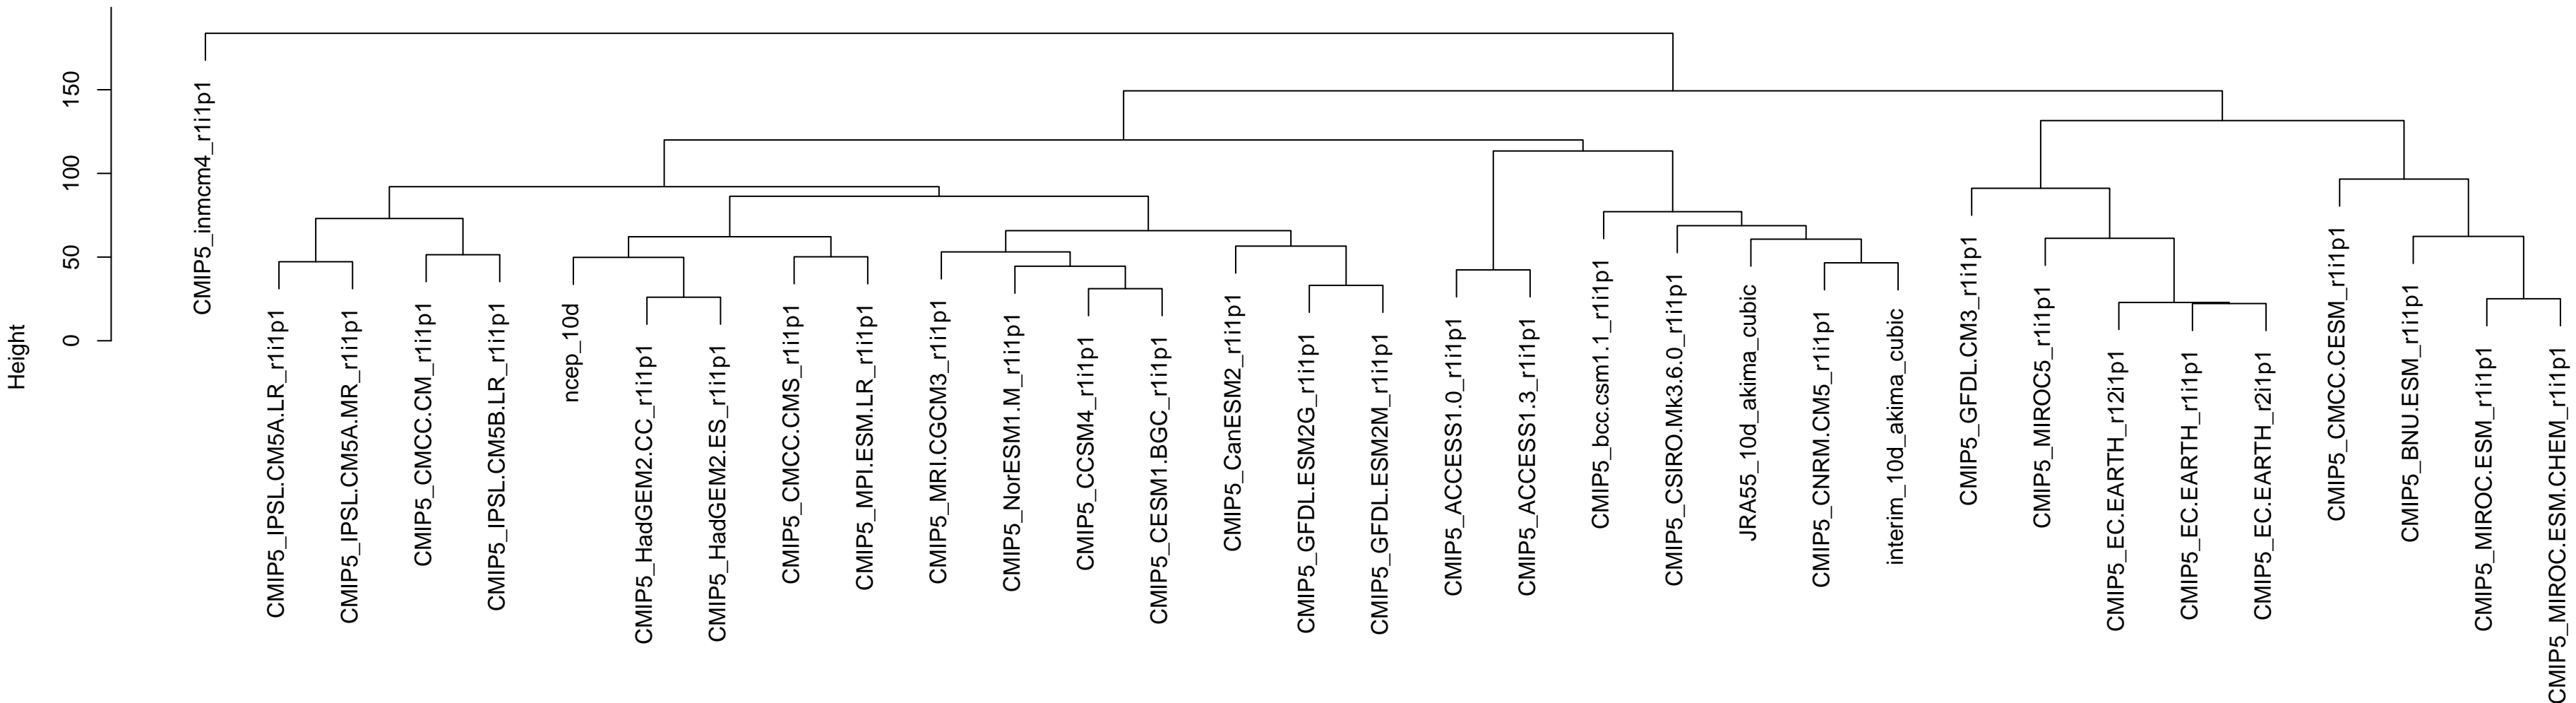 Height
0
50
100
150
CMIP5_inmcm4_r1i1p1
CMIP5_IPSL.CM5A.LR_r1i1p1
CMIP5_IPSL.CM5A.MR_r1i1p1
CMIP5_CMCC.CM_r1i1p1
CMIP5_IPSL.CM5B.LR_r1i1p1
ncep_10d
CMIP5_HadGEM2.CC_r1i1p1
CMIP5_HadGEM2.ES_r1i1p1
CMIP5_CMCC.CMS_r1i1p1
CMIP5_MPI.ESM.LR_r1i1p1
CMIP5_MRI.CGCM3_r1i1p1
CMIP5_NorESM1.M_r1i1p1
CMIP5_CCSM4_r1i1p1
CMIP5_CESM1.BGC_r1i1p1
CMIP5_CanESM2_r1i1p1
CMIP5_GFDL.ESM2G_r1i1p1
CMIP5_GFDL.ESM2M_r1i1p1
CMIP5_ACCESS1.0_r1i1p1
CMIP5_ACCESS1.3_r1i1p1
CMIP5_bcc.csm1.1_r1i1p1
CMIP5_CSIRO.Mk3.6.0_r1i1p1
JRA55_10d_akima_cubic
CMIP5_CNRM.CM5_r1i1p1
interim_10d_akima_cubic
CMIP5_GFDL.CM3_r1i1p1
CMIP5_MIROC5_r1i1p1
CMIP5_EC.EARTH_r12i1p1
CMIP5_EC.EARTH_r1i1p1
CMIP5_EC.EARTH_r2i1p1
CMIP5_CMCC.CESM_r1i1p1
CMIP5_BNU.ESM_r1i1p1
CMIP5_MIROC.ESM_r1i1p1
CMIP5_MIROC.ESM.CHEM_r1i1p1